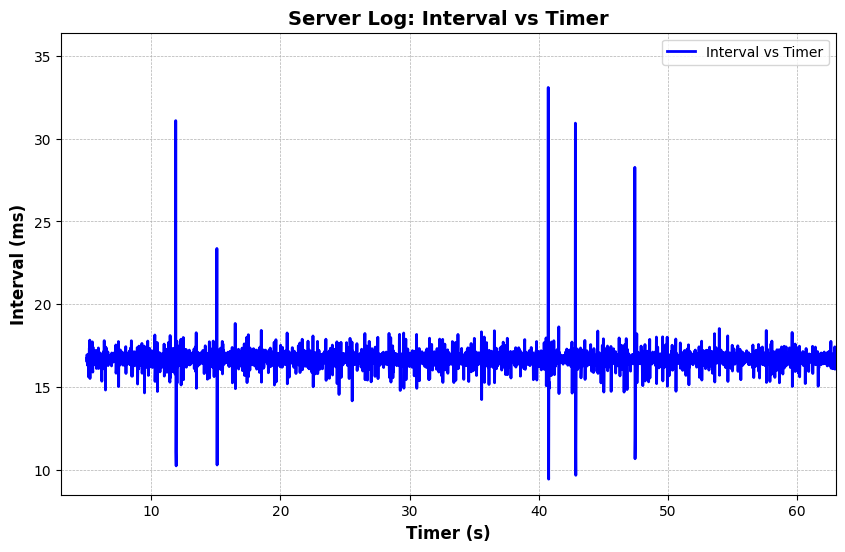 Server Log: Interval vs Timer
Interval vs Timer
35
30
25
20
15
10
Interval (ms)
10 20 30 40 50 60
Timer (s)